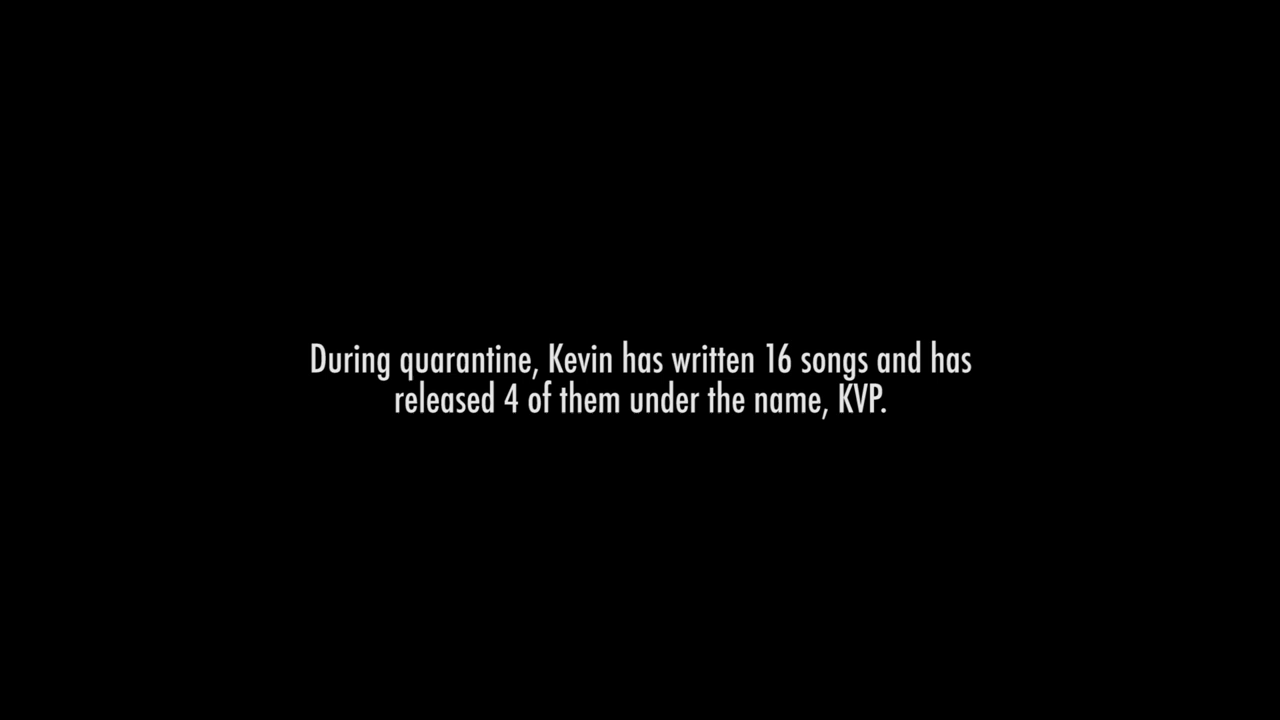 During quarantine, Kevin has written 16 songs and has
released 4 of them under the name, KVP.